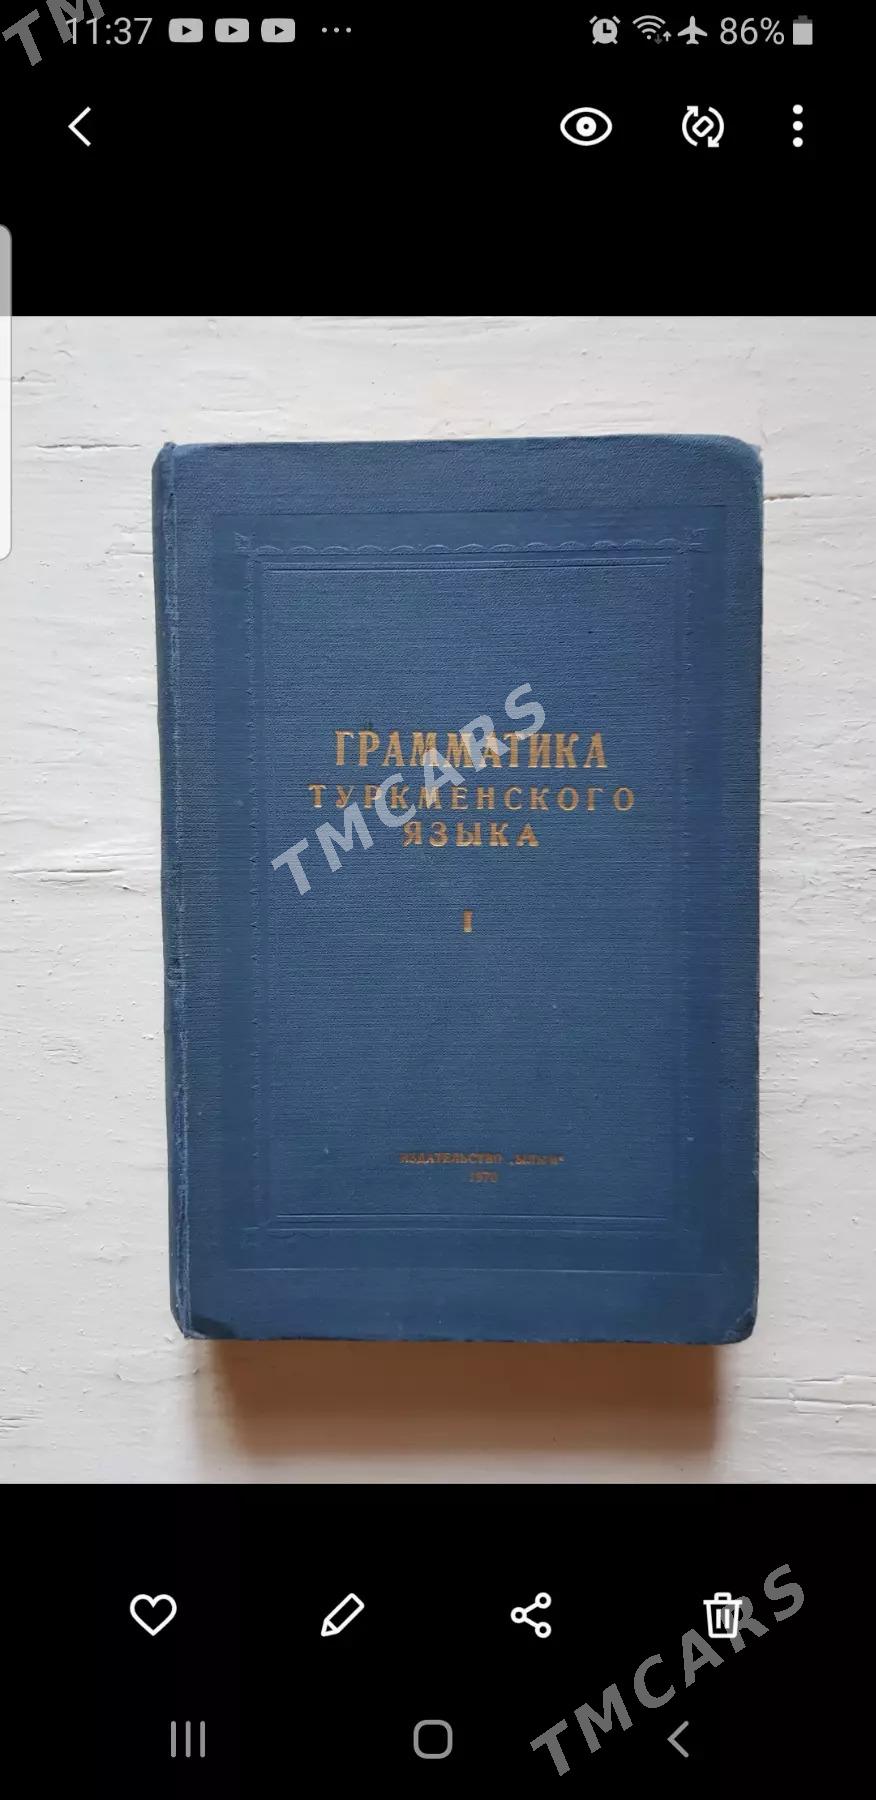 11:37
86%
ГРАММАТИКА
ТУРКМЕНСКОГО
ЯЗЫКА
I
ИЗДАТЕЛЬСТВО „ЫЛЫМ“
1970
TMCARS
TMCARS